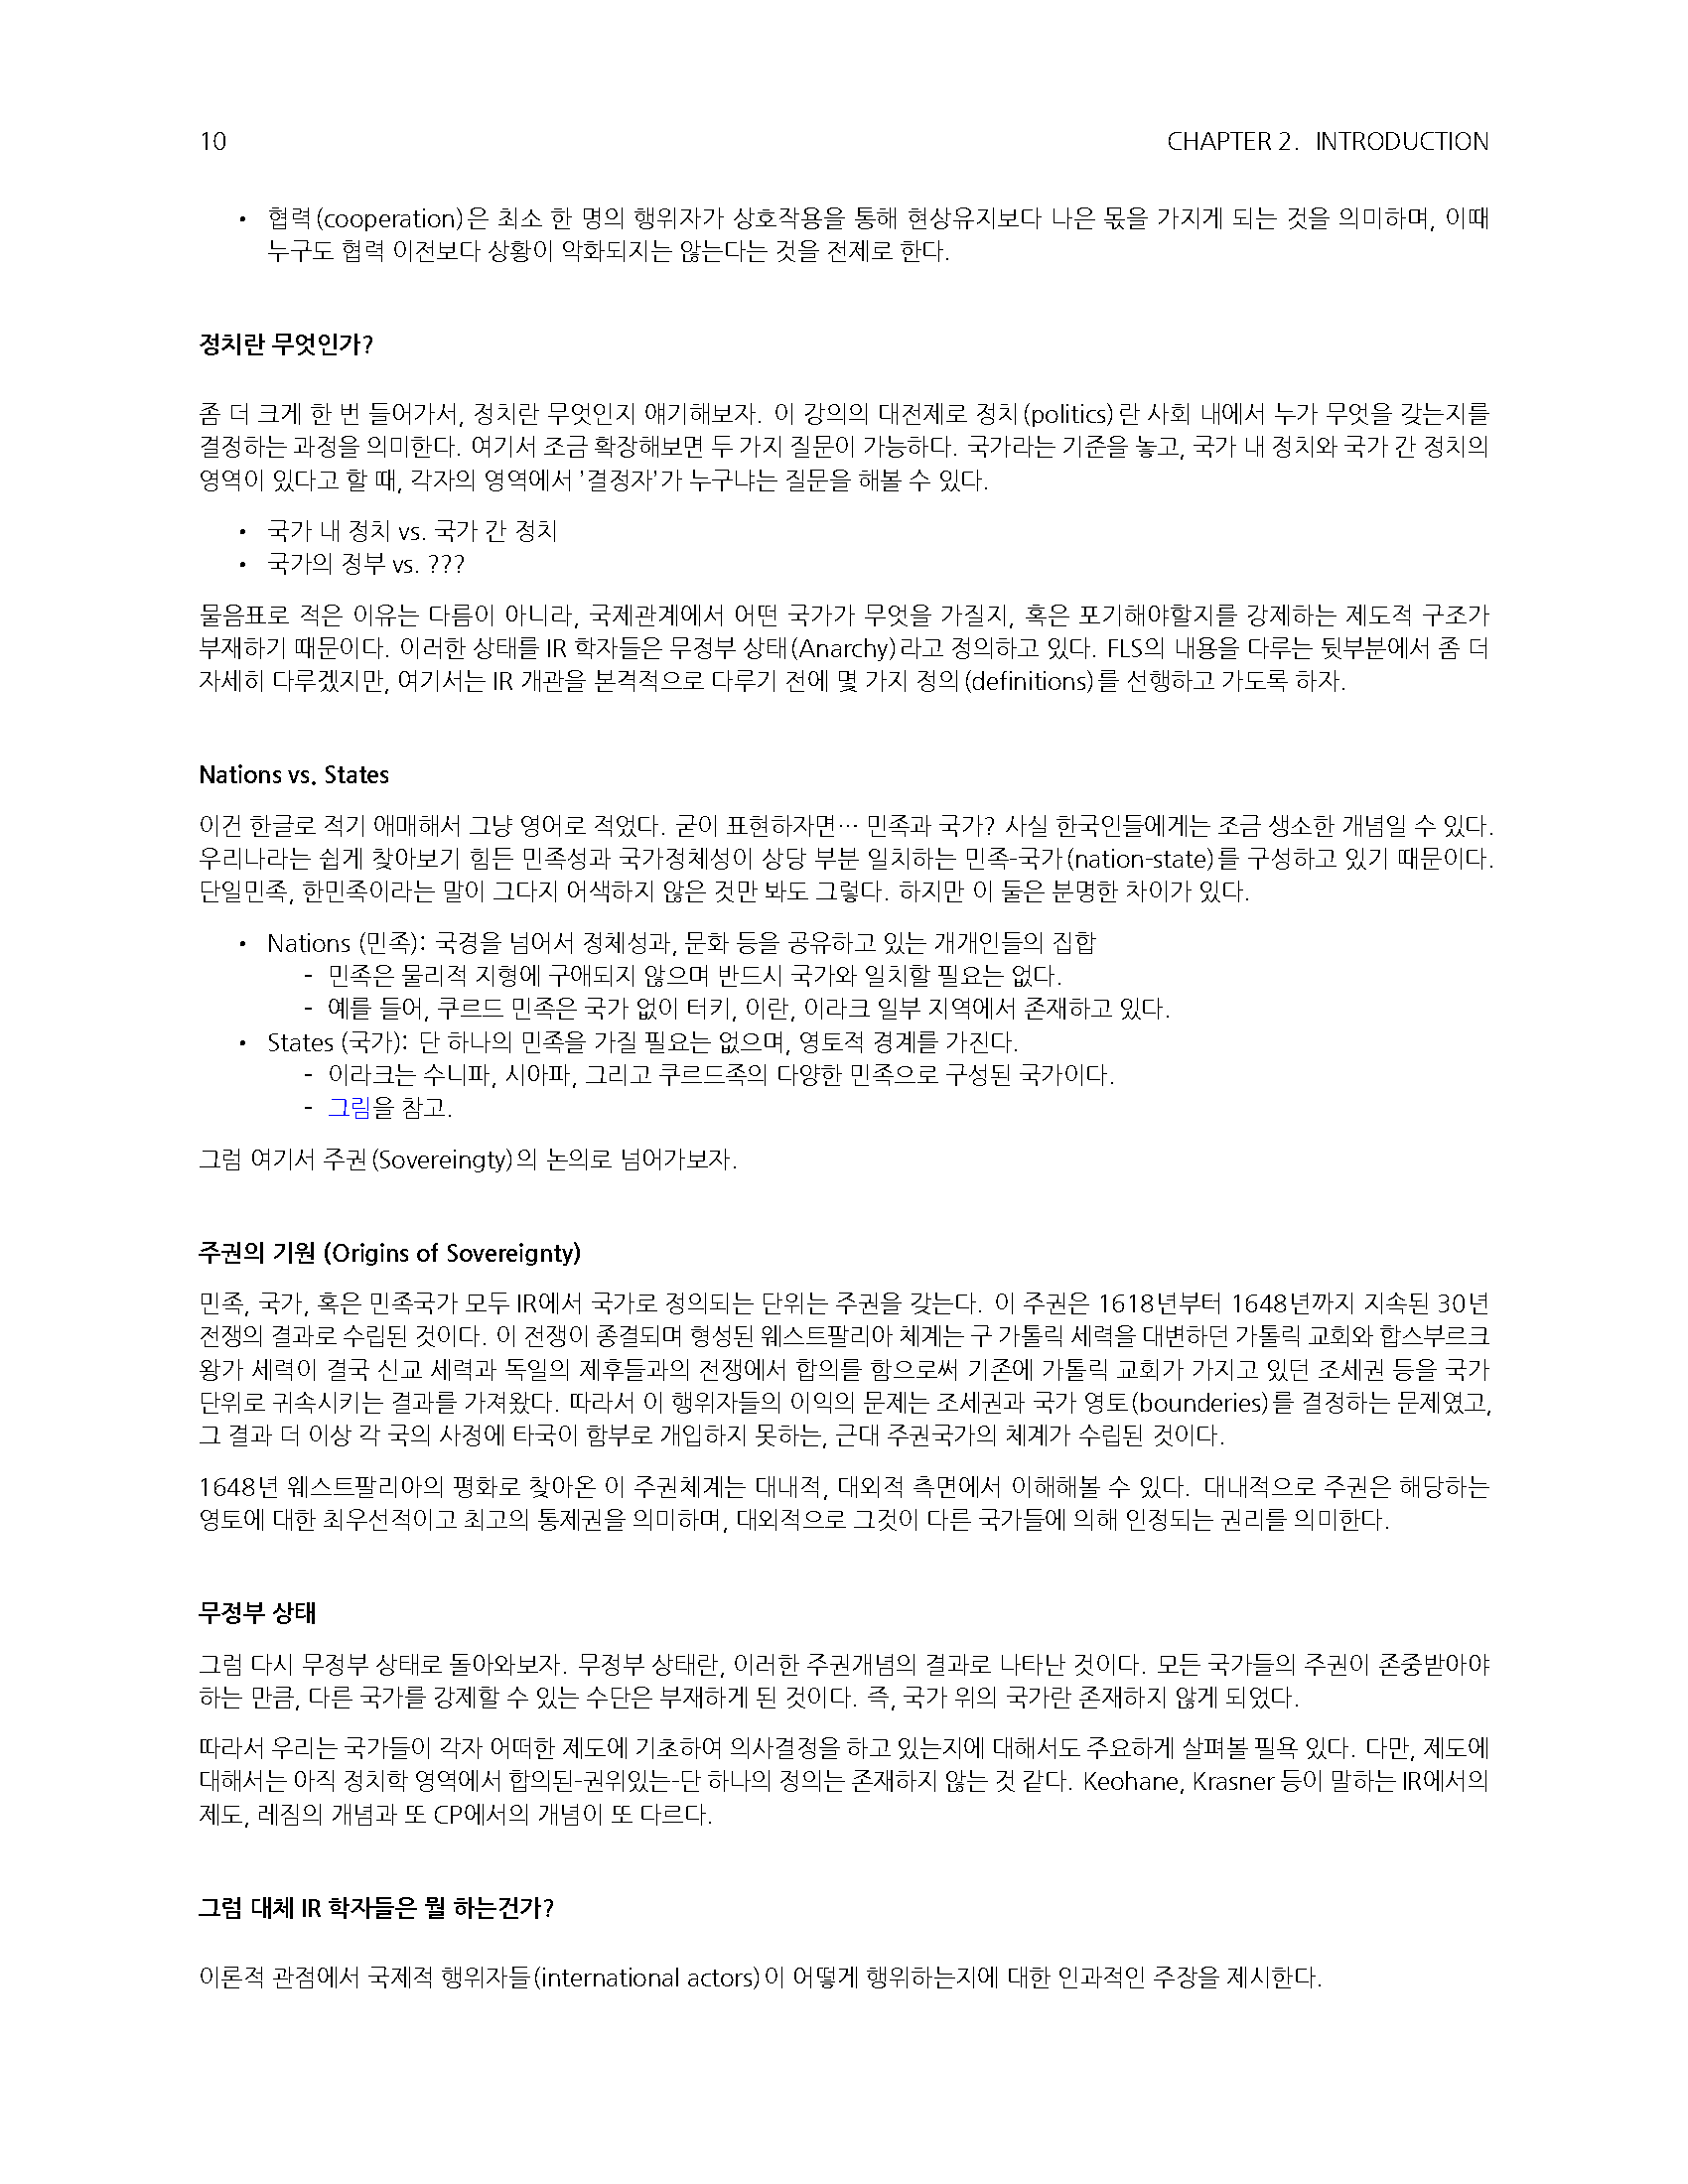 10 CHAPTER 2. INTRODUCTION
• 협력(cooperation)은 최소 한 명의 행위자가 상호작용을 통해 현상유지보다 나은 몫을 가지게 되는 것을 의미하며, 이때
누구도 협력 이전보다 상황이 악화되지는 않는다는 것을 전제로 한다.
정치란 무엇인가?
좀 더 크게 한 번 들어가서, 정치란 무엇인지 얘기해보자. 이 강의의 대전제로 정치(politics)란 사회 내에서 누가 무엇을 갖는지를
결정하는 과정을 의미한다. 여기서 조금 확장해보면 두 가지 질문이 가능하다. 국가라는 기준을 놓고, 국가 내 정치와 국가 간 정치의
영역이 있다고 할 때, 각자의 영역에서 ’결정자’가 누구냐는 질문을 해볼 수 있다.
• 국가 내 정치 vs. 국가 간 정치
• 국가의 정부 vs. ???
물음표로 적은 이유는 다름이 아니라, 국제관계에서 어떤 국가가 무엇을 가질지, 혹은 포기해야할지를 강제하는 제도적 구조가
부재하기 때문이다. 이러한 상태를 IR 학자들은 무정부 상태(Anarchy)라고 정의하고 있다. FLS의 내용을 다루는 뒷부분에서 좀 더
자세히 다루겠지만, 여기서는 IR 개관을 본격적으로 다루기 전에 몇 가지 정의(definitions)를 선행하고 가도록 하자.
Nations vs. States
이건 한글로 적기 애매해서 그냥 영어로 적었다. 굳이 표현하자면… 민족과 국가? 사실 한국인들에게는 조금 생소한 개념일 수 있다.
우리나라는 쉽게 찾아보기 힘든 민족성과 국가정체성이 상당 부분 일치하는 민족-국가(nation-state)를 구성하고 있기 때문이다.
단일민족, 한민족이라는 말이 그다지 어색하지 않은 것만 봐도 그렇다. 하지만 이 둘은 분명한 차이가 있다.
• Nations (민족): 국경을 넘어서 정체성과, 문화 등을 공유하고 있는 개개인들의 집합
– 민족은 물리적 지형에 구애되지 않으며 반드시 국가와 일치할 필요는 없다.
– 예를 들어, 쿠르드 민족은 국가 없이 터키, 이란, 이라크 일부 지역에서 존재하고 있다.
• States (국가): 단 하나의 민족을 가질 필요는 없으며, 영토적 경계를 가진다.
– 이라크는 수니파, 시아파, 그리고 쿠르드족의 다양한 민족으로 구성된 국가이다.
– 그림을 참고.
그럼 여기서 주권(Sovereingty)의 논의로 넘어가보자.
주권의 기원 (Origins of Sovereignty)
민족, 국가, 혹은 민족국가 모두 IR에서 국가로 정의되는 단위는 주권을 갖는다. 이 주권은 1618년부터 1648년까지 지속된 30년
전쟁의 결과로 수립된 것이다. 이 전쟁이 종결되며 형성된 웨스트팔리아 체계는 구 가톨릭 세력을 대변하던 가톨릭 교회와 합스부르크
왕가 세력이 결국 신교 세력과 독일의 제후들과의 전쟁에서 합의를 함으로써 기존에 가톨릭 교회가 가지고 있던 조세권 등을 국가
단위로 귀속시키는 결과를 가져왔다. 따라서 이 행위자들의 이익의 문제는 조세권과 국가 영토(bounderies)를 결정하는 문제였고,
그 결과 더 이상 각 국의 사정에 타국이 함부로 개입하지 못하는, 근대 주권국가의 체계가 수립된 것이다.
1648년 웨스트팔리아의 평화로 찾아온 이 주권체계는 대내적, 대외적 측면에서 이해해볼 수 있다. 대내적으로 주권은 해당하는
영토에 대한 최우선적이고 최고의 통제권을 의미하며, 대외적으로 그것이 다른 국가들에 의해 인정되는 권리를 의미한다.
무정부 상태
그럼 다시 무정부 상태로 돌아와보자. 무정부 상태란, 이러한 주권개념의 결과로 나타난 것이다. 모든 국가들의 주권이 존중받아야
하는 만큼, 다른 국가를 강제할 수 있는 수단은 부재하게 된 것이다. 즉, 국가 위의 국가란 존재하지 않게 되었다.
따라서 우리는 국가들이 각자 어떠한 제도에 기초하여 의사결정을 하고 있는지에 대해서도 주요하게 살펴볼 필욕 있다. 다만, 제도에
대해서는 아직 정치학 영역에서 합의된-권위있는-단 하나의 정의는 존재하지 않는 것 같다. Keohane, Krasner 등이 말하는 IR에서의
제도, 레짐의 개념과 또 CP에서의 개념이 또 다르다.
그럼 대체 IR 학자들은 뭘 하는건가?
이론적 관점에서 국제적 행위자들(international actors)이 어떻게 행위하는지에 대한 인과적인 주장을 제시한다.